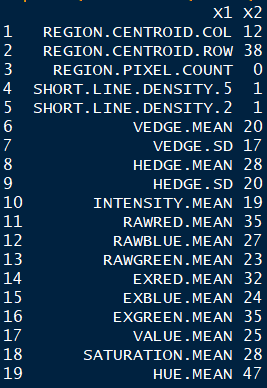 X1 X2
1 REGION.CENTROID.COL 12
2 REGION.CENTROID.ROW 38
3 REGION.PIXEL.COUNT 0
4 SHORT.LINE.DENSITY.5 1
5 SHORT.LINE.DENSITY.2 1
6 VEDGE.MEAN 20
7 VEDGE.SD 17
8 HEDGE.MEAN 28
9 HEDGE.SD 20
10 INTENSITY.MEAN 19
11 RAWRED.MEAN 35
12 RAWBLUE.MEAN 27
13 RAWGREEN.MEAN 23
14 EXRED.MEAN 32
15 EXBLUE.MEAN 24
16 EXGREEN.MEAN 35
17 VALUE.MEAN 25
18 SATURATION.MEAN 28
19 HUE.MEAN 47